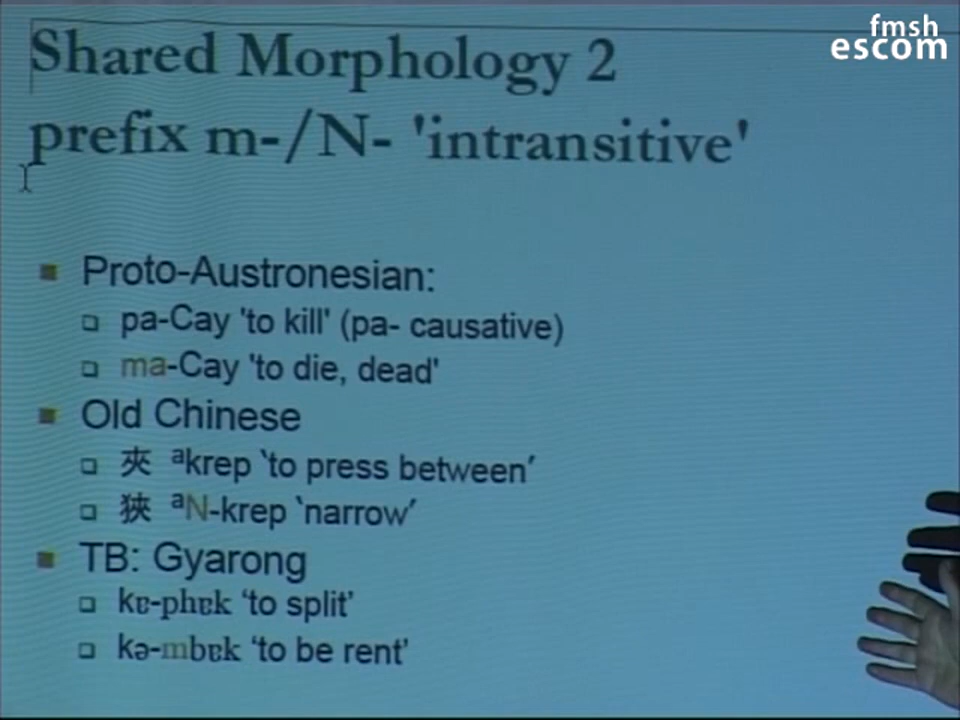 fmsh
escom
Shared Morphology 2
prefix m-/N- 'intransitive'
Proto-Austronesian:
pa-Cay 'to kill' (pa- causative)
ma-Cay 'to die, dead'
Old Chinese
夾 ᵃkrep ‛to press between’
狹 ᵃN-krep ‛narrow’
TB: Gyarong
kɐ-phɐk ‘to split’
kə-mbɐk ‘to be rent’